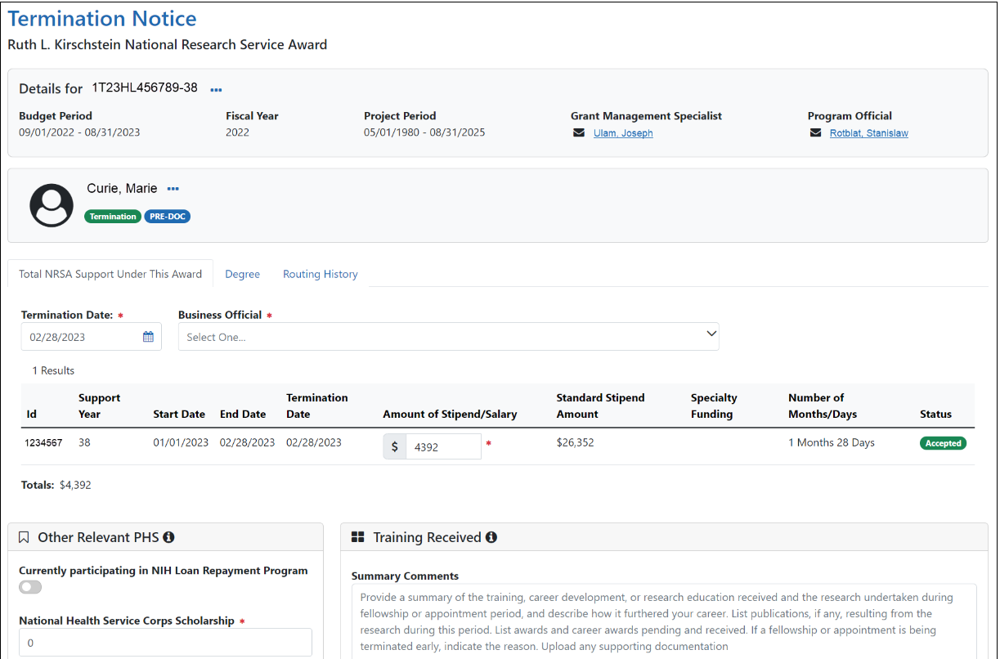 Termination Notice
Ruth L. Kirschstein National Research Service Award
Details for 1T23HL456789-38 •••
Budget Period Fiscal Year Project Period Grant Management Specialist Program Official
09/01/2022 - 08/31/2023 2022 05/01/1980 - 08/31/2025 Ulam, Joseph Rotblat, Stanislaw
Curie, Marie •••
Termination PRE-DOC
Total NRSA Support Under This Award Degree Routing History
Termination Date: * Business Official *
02/28/2023 Select One...
1 Results
Id Support Year Start Date End Date Termination Date Amount of Stipend/Salary Standard Stipend Amount Specialty Funding Number of Months/Days Status
1234567 38 01/01/2023 02/28/2023 02/28/2023 $ 4392 * $26,352 1 Months 28 Days Accepted
Totals: $4,392
Other Relevant PHS
Currently participating in NIH Loan Repayment Program
National Health Service Corps Scholarship *
0
Training Received
Summary Comments
Provide a summary of the training, career development, or research education received and the research undertaken during
fellowship or appointment period, and describe how it furthered your career. List publications, if any, resulting from the
research during this period. List awards and career awards pending and received. If a fellowship or appointment is being
terminated early, indicate the reason. Upload any supporting documentation